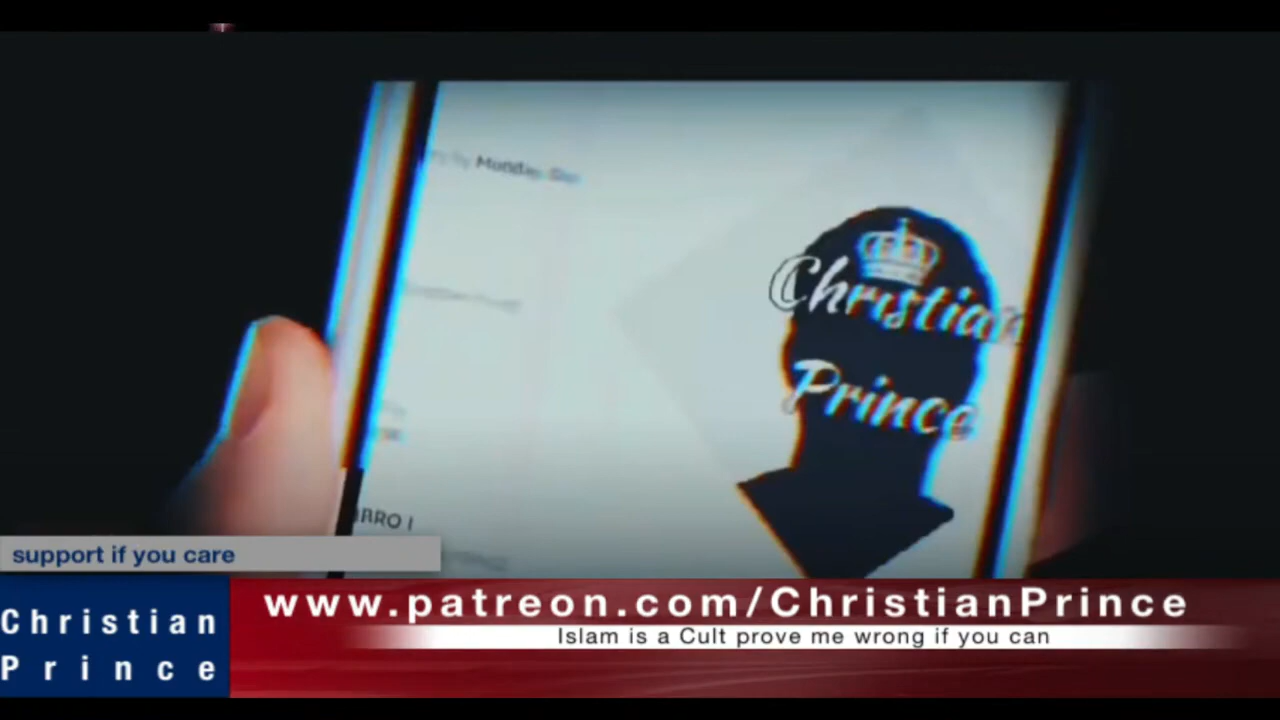 Monday
Christian
Prince
support if you care
Christian
Prince
www.patreon.com/ChristianPrince
Islam is a Cult prove me wrong if you can